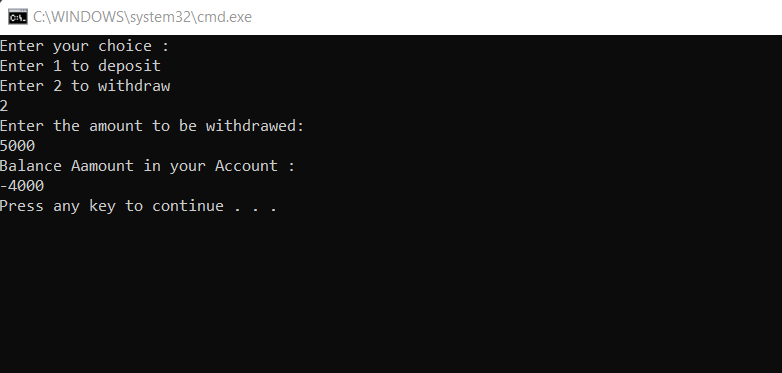 C:\WINDOWS\system32\cmd.exe
Enter your choice :
Enter 1 to deposit
Enter 2 to withdraw
2
Enter the amount to be withdrawed:
5000
Balance Aamount in your Account :
-4000
Press any key to continue . . .